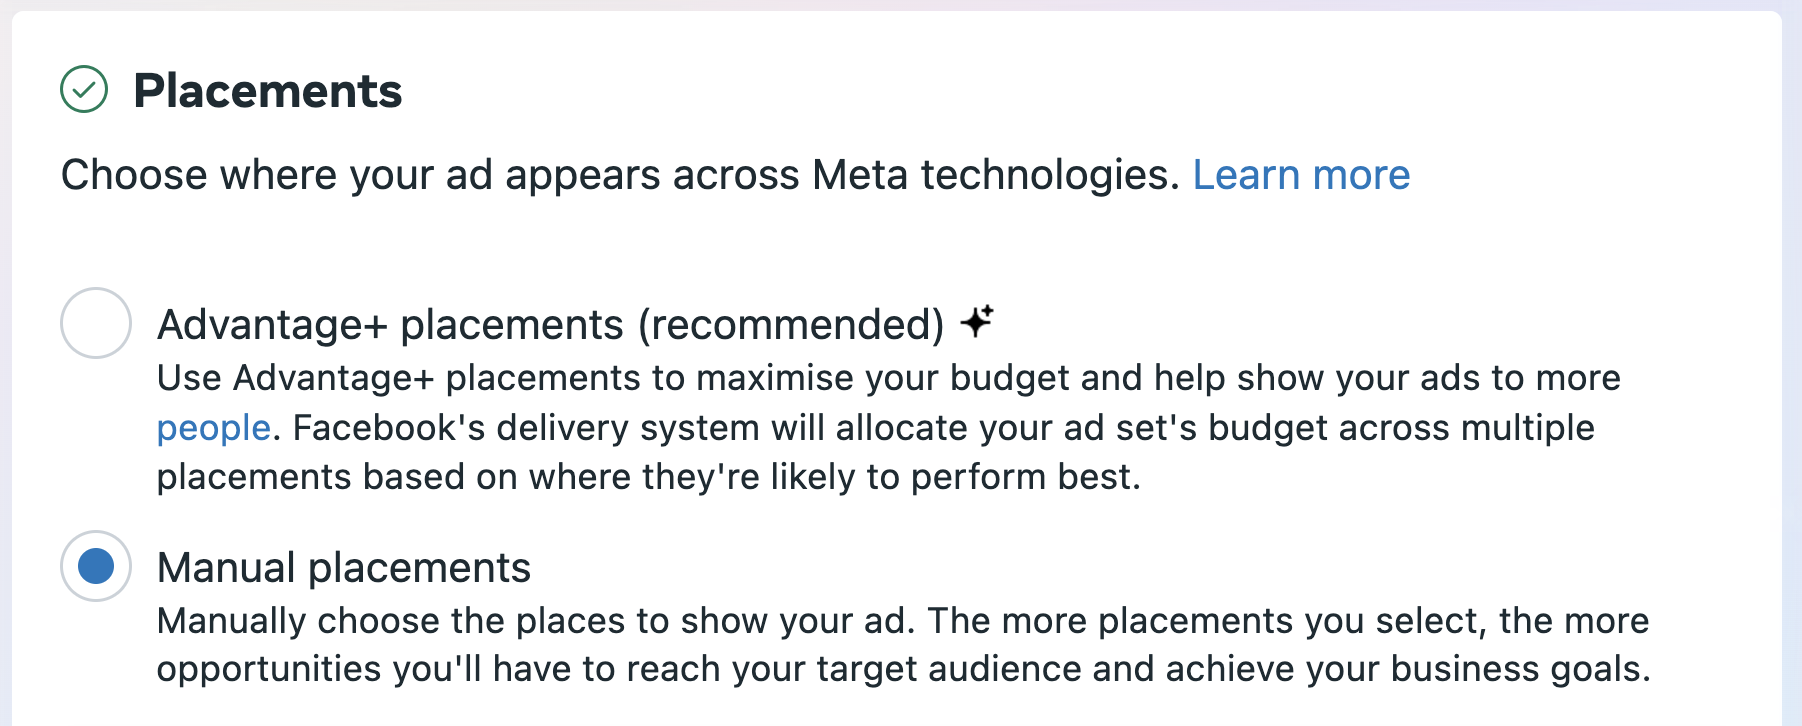 Placements
Choose where your ad appears across Meta technologies. Learn more
Advantage+ placements (recommended)
Use Advantage+ placements to maximise your budget and help show your ads to more
people. Facebook's delivery system will allocate your ad set's budget across multiple
placements based on where they're likely to perform best.
Manual placements
Manually choose the places to show your ad. The more placements you select, the more
opportunities you'll have to reach your target audience and achieve your business goals.